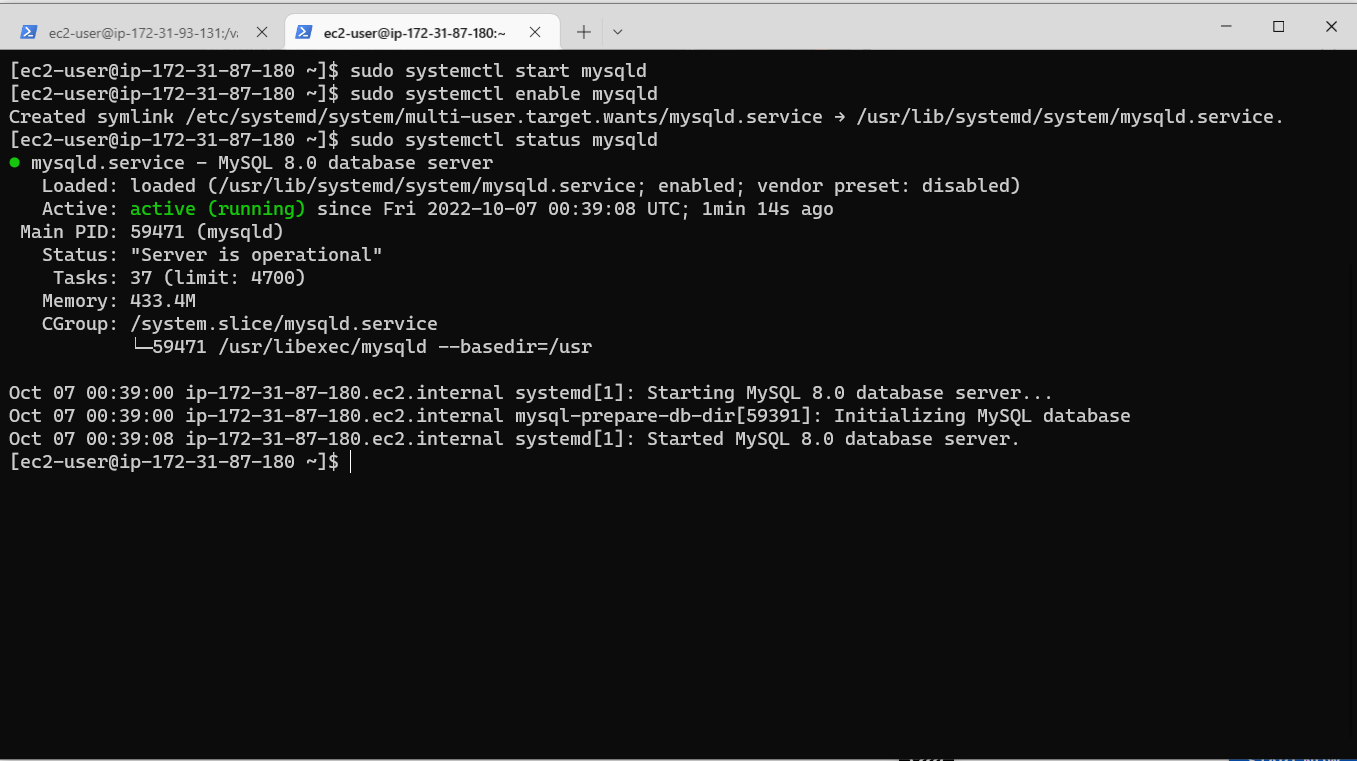 ec2-user@ip-172-31-93-131:/va
ec2-user@ip-172-31-87-180:~
[ec2-user@ip-172-31-87-180 ~]$ sudo systemctl start mysqld
[ec2-user@ip-172-31-87-180 ~]$ sudo systemctl enable mysqld
Created symlink /etc/systemd/system/multi-user.target.wants/mysqld.service → /usr/lib/systemd/system/mysqld.service.
[ec2-user@ip-172-31-87-180 ~]$ sudo systemctl status mysqld
● mysqld.service - MySQL 8.0 database server
Loaded: loaded (/usr/lib/systemd/system/mysqld.service; enabled; vendor preset: disabled)
Active: active (running) since Fri 2022-10-07 00:39:08 UTC; 1min 14s ago
Main PID: 59471 (mysqld)
Status: "Server is operational"
Tasks: 37 (limit: 4700)
Memory: 433.4M
CGroup: /system.slice/mysqld.service
└─59471 /usr/libexec/mysqld --basedir=/usr
Oct 07 00:39:00 ip-172-31-87-180.ec2.internal systemd[1]: Starting MySQL 8.0 database server...
Oct 07 00:39:00 ip-172-31-87-180.ec2.internal mysql-prepare-db-dir[59391]: Initializing MySQL database
Oct 07 00:39:08 ip-172-31-87-180.ec2.internal systemd[1]: Started MySQL 8.0 database server.
[ec2-user@ip-172-31-87-180 ~]$